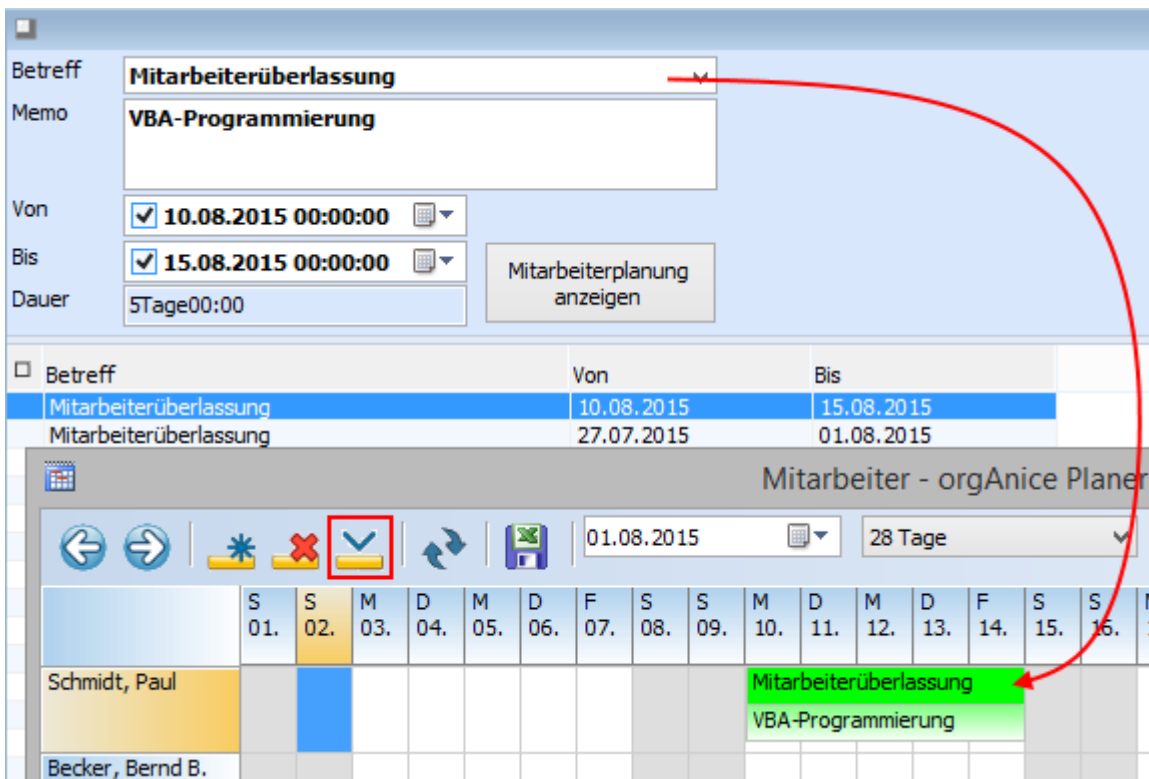 Betreff Mitarbeiterüberlassung
Memo VBA-Programmierung
Von 10.08.2015 00:00:00
Bis 15.08.2015 00:00:00
Mitarbeiterplanung
anzeigen
Dauer 5Tage00:00
Betreff Von Bis
Mitarbeiterüberlassung 10.08.2015 15.08.2015
Mitarbeiterüberlassung 27.07.2015 01.08.2015
Mitarbeiter - orgAnice Planer
01.08.2015 28 Tage
S S M D M D F S S M D M D F S S
01. 02. 03. 04. 05. 06. 07. 08. 09. 10. 11. 12. 13. 14. 15. 16.
Schmidt, Paul Mitarbeiterüberlassung
VBA-Programmierung
Becker, Bernd B.